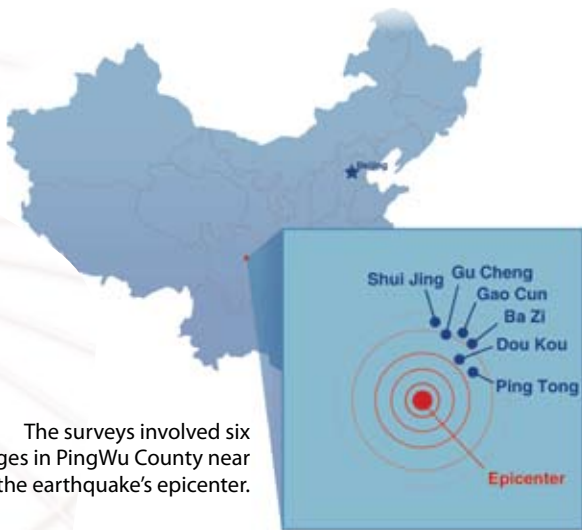 Beijing
Shui Jing
Gu Cheng
Gao Cun
Ba Zi
Dou Kou
Ping Tong
Epicenter
The surveys involved six
ges in PingWu County near
the earthquake’s epicenter.